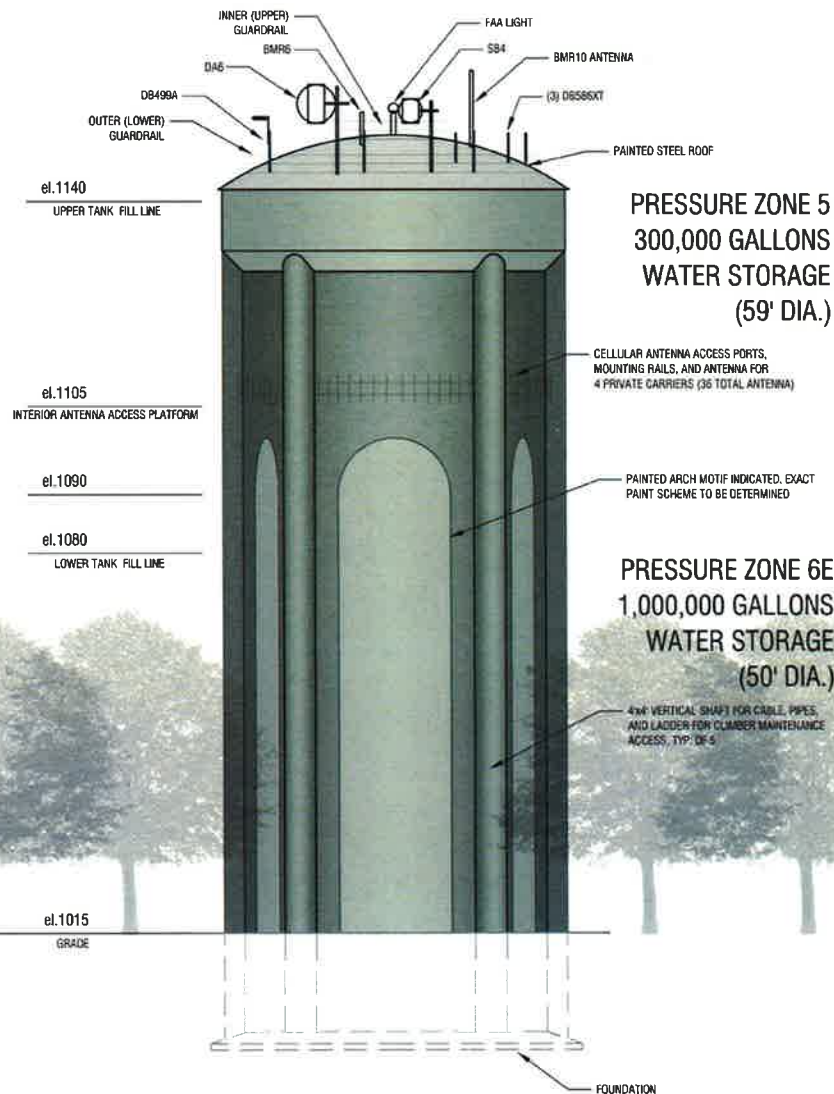 INNER (UPPER)
GUARDRAIL
FAA LIGHT
BMR6
SB4
BMR10 ANTENNA
DA6
DB499A
(3) DB586XT
OUTER (LOWER)
GUARDRAIL
PAINTED STEEL ROOF
el.1140
UPPER TANK FILL LINE
PRESSURE ZONE 5
300,000 GALLONS
WATER STORAGE
(59' DIA.)
CELLULAR ANTENNA ACCESS PORTS,
MOUNTING RAILS, AND ANTENNA FOR
4 PRIVATE CARRIERS (36 TOTAL ANTENNA)
el.1105
INTERIOR ANTENNA ACCESS PLATFORM
el.1090
PAINTED ARCH MOTIF INDICATED. EXACT
PAINT SCHEME TO BE DETERMINED
el.1080
LOWER TANK FILL LINE
PRESSURE ZONE 6E
1,000,000 GALLONS
WATER STORAGE
(50' DIA.)
4'x4' VERTICAL SHAFT FOR CABLE, PIPES,
AND LADDER FOR CLIMBER MAINTENANCE
ACCESS, TYP. OF 5
el.1015
GRADE
FOUNDATION